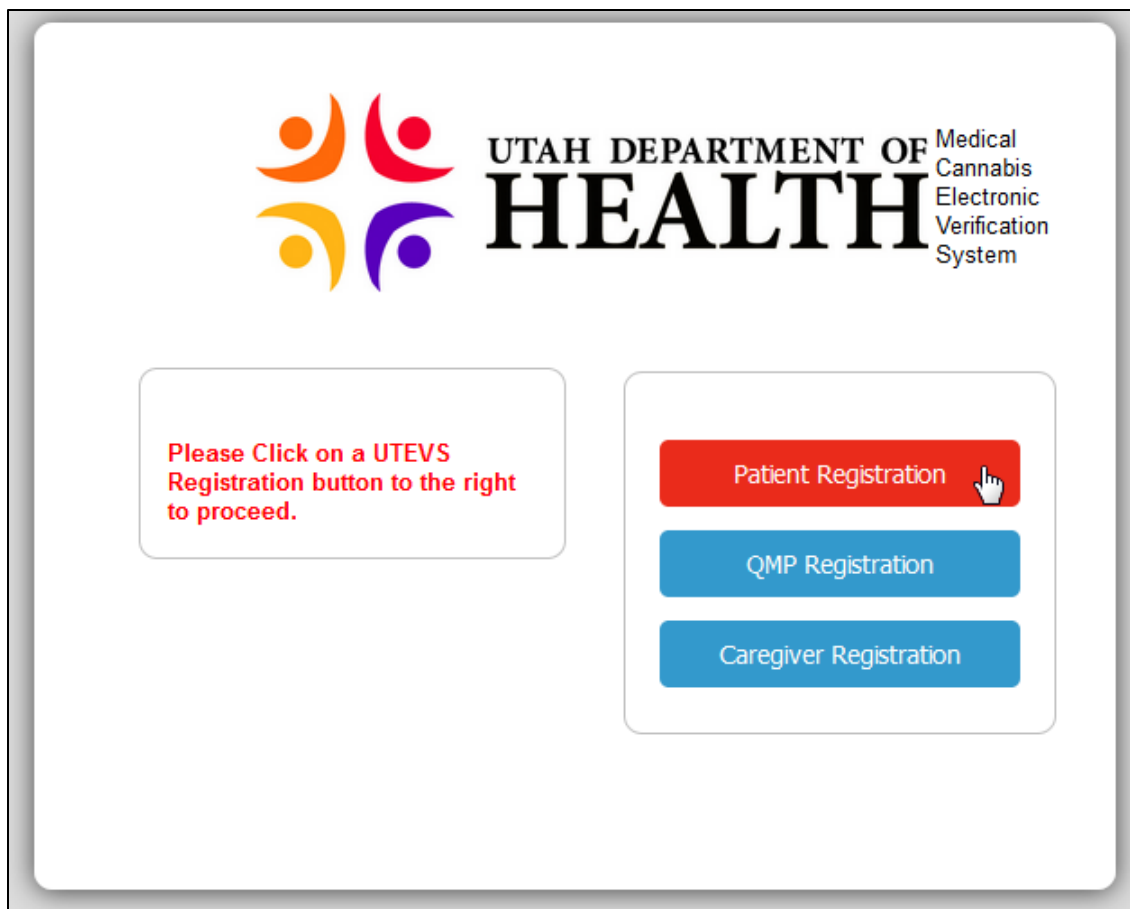 UTAH DEPARTMENT OF
HEALTH
Medical
Cannabis
Electronic
Verification
System
Please Click on a UTEVS
Registration button to the right
to proceed.
Patient Registration
QMP Registration
Caregiver Registration